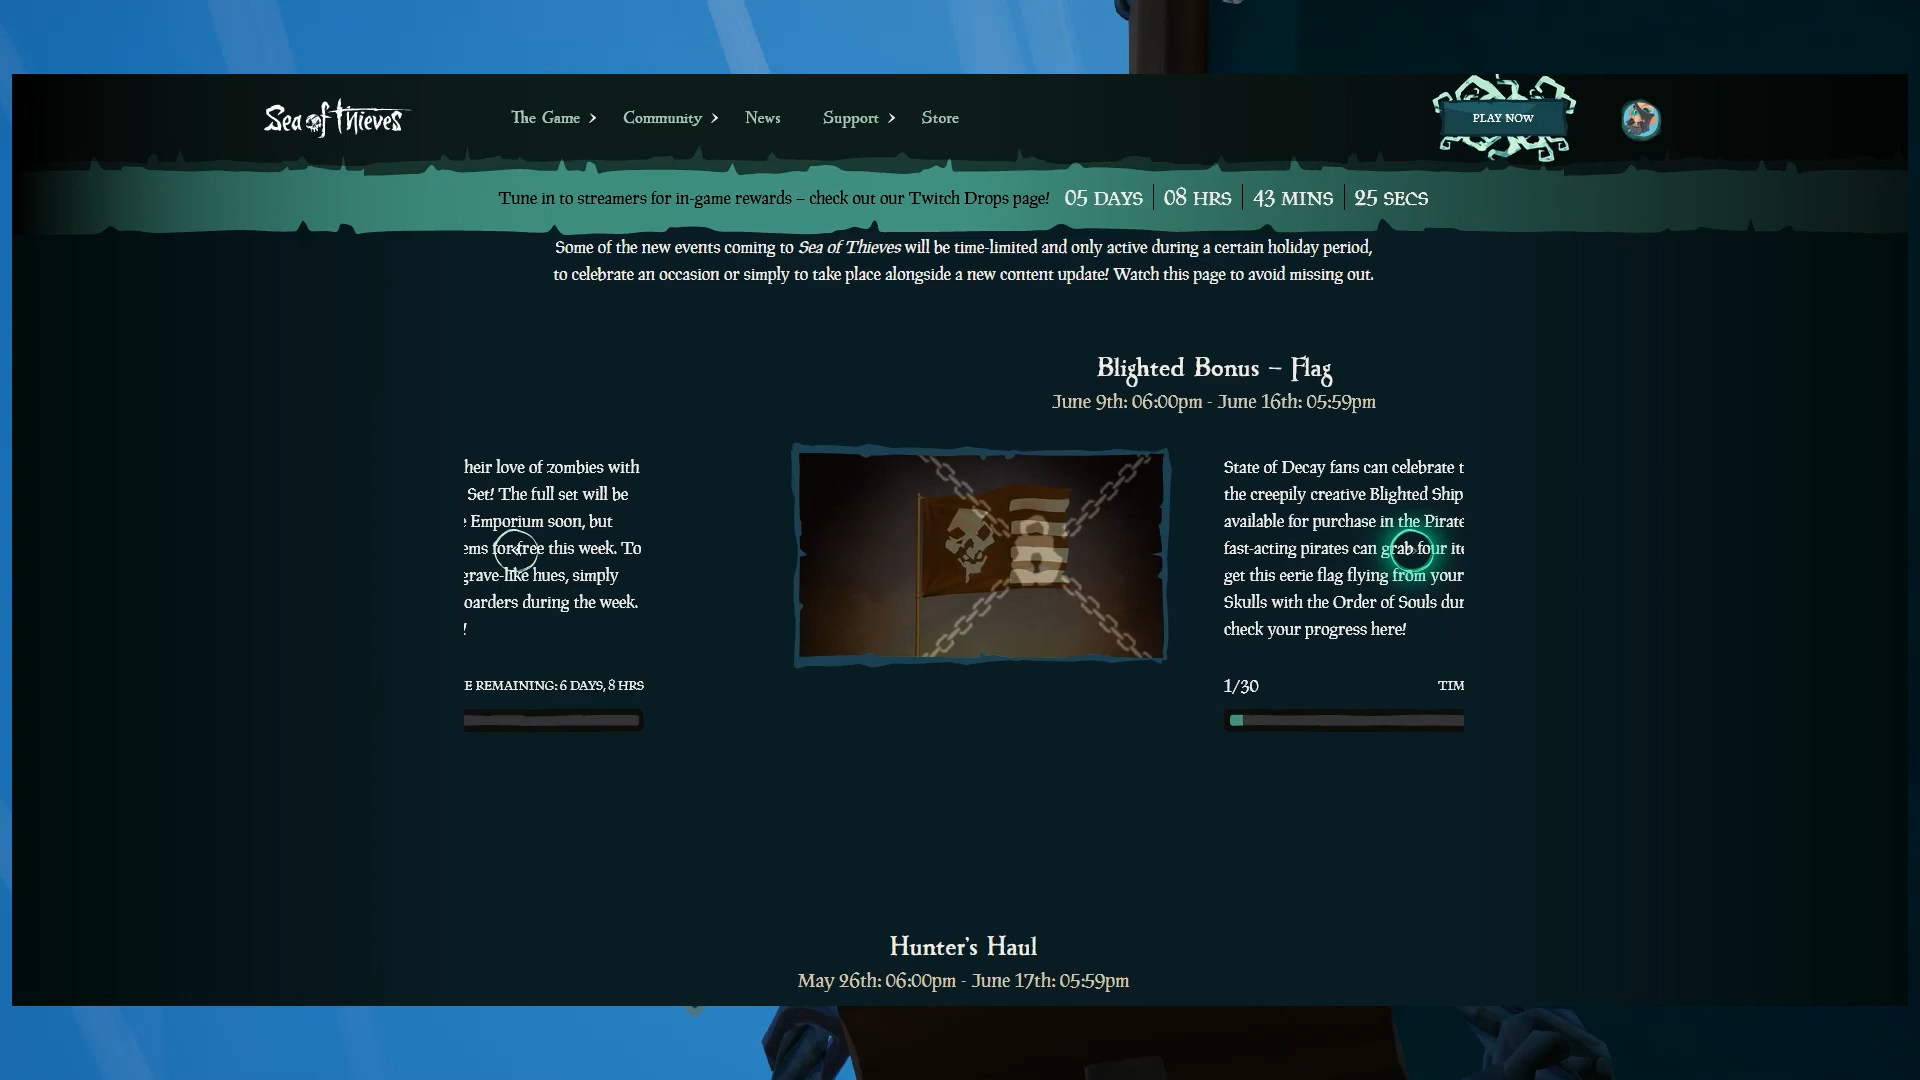 Sea of Thieves
The Game
Community
News
Support
Store
PLAY NOW
Tune in to streamers for in-game rewards – check out our Twitch Drops page! 05 DAYS 08 HRS 43 MINS 25 SECS
Some of the new events coming to Sea of Thieves will be time-limited and only active during a certain holiday period,
to celebrate an occasion or simply to take place alongside a new content update! Watch this page to avoid missing out.
Blighted Bonus – Flag
June 9th: 06:00pm - June 16th: 05:59pm
heir love of zombies with
Set! The full set will be
e Emporium soon, but
ems for free this week. To
grave-like hues, simply
oarders during the week.
!
E REMAINING: 6 DAYS, 8 HRS
State of Decay fans can celebrate t
the creepily creative Blighted Ship
available for purchase in the Pirate
fast-acting pirates can grab four ite
get this eerie flag flying from your
Skulls with the Order of Souls dur
check your progress here!
1/30
TIM
Hunter's Haul
May 26th: 06:00pm - June 17th: 05:59pm